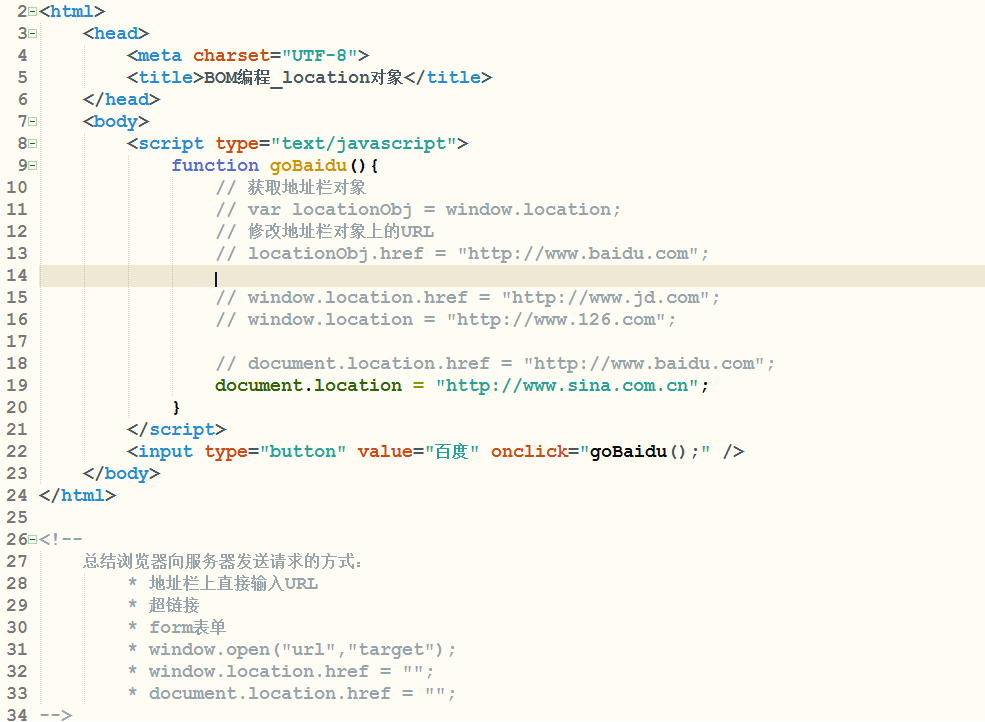 2 <html>
3 <head>
4 <meta charset="UTF-8">
5 <title>BOM编程_location对象</title>
6 </head>
7 <body>
8 <script type="text/javascript">
9 function goBaidu(){
10 // 获取地址栏对象
11 // var locationObj = window.location;
12 // 修改地址栏对象上的URL
13 // locationObj.href = "http://www.baidu.com";
14
15 // window.location.href = "http://www.jd.com";
16 // window.location = "http://www.126.com";
17
18 // document.location.href = "http://www.baidu.com";
19 document.location = "http://www.sina.com.cn";
20 }
21 </script>
22 <input type="button" value="百度" onclick="goBaidu();" />
23 </body>
24 </html>
25
26 <!--
27 总结浏览器向服务器发送请求的方式：
28 * 地址栏上直接输入URL
29 * 超链接
30 * form表单
31 * window.open("url","target");
32 * window.location.href = "";
33 * document.location.href = "";
34 -->